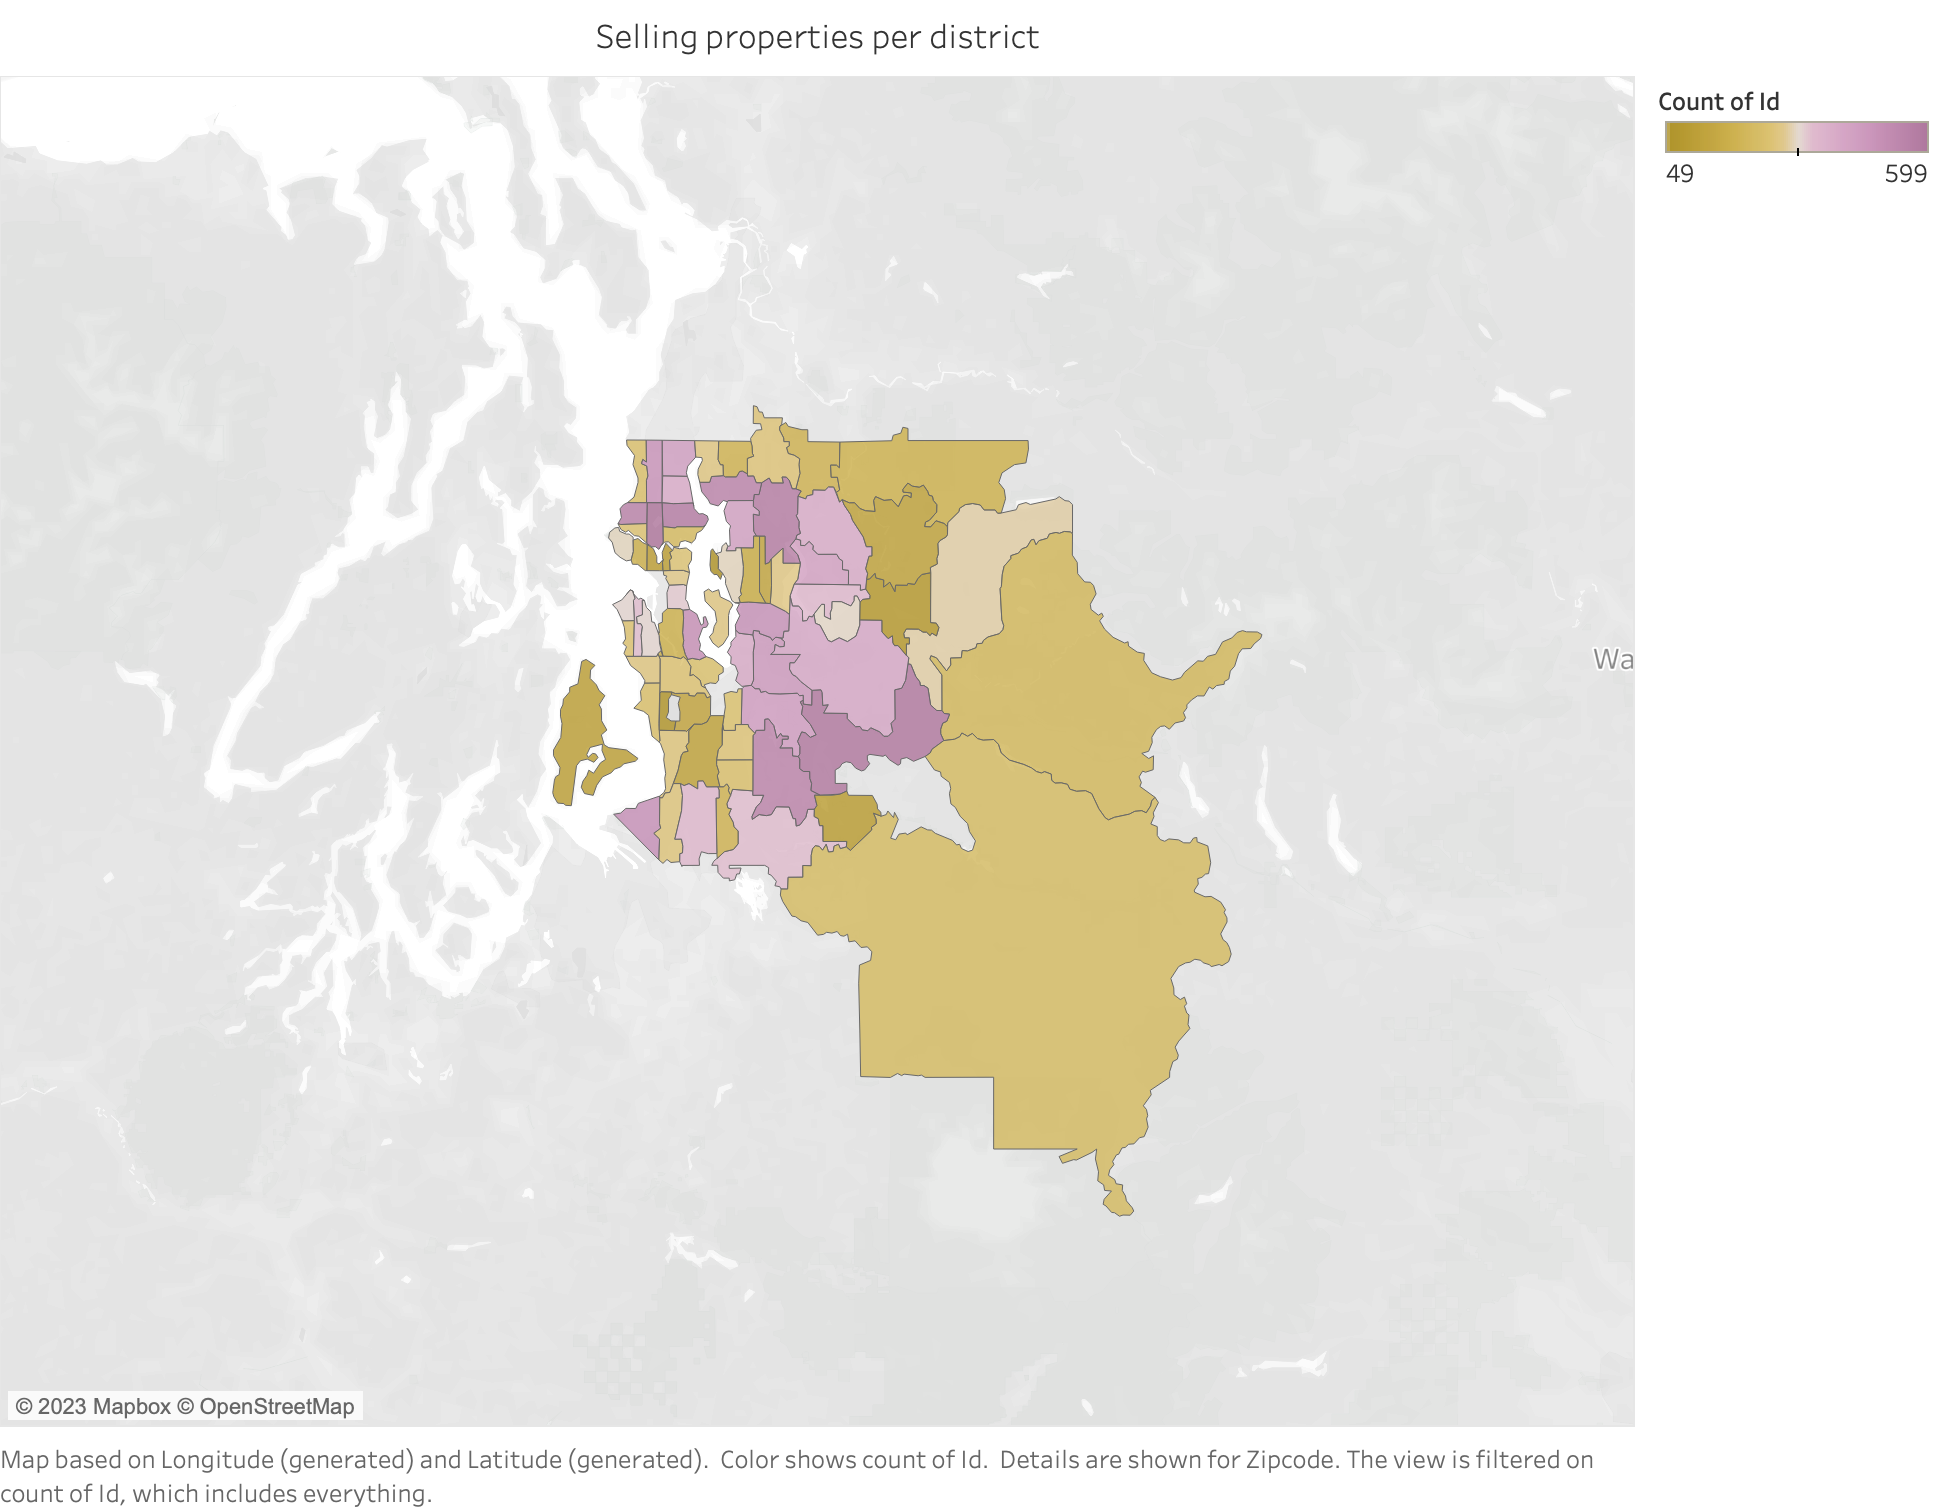 Selling properties per district
Count of Id
49 599
Wa
© 2023 Mapbox © OpenStreetMap
Map based on Longitude (generated) and Latitude (generated).  Color shows count of Id.  Details are shown for Zipcode. The view is filtered on
count of Id, which includes everything.